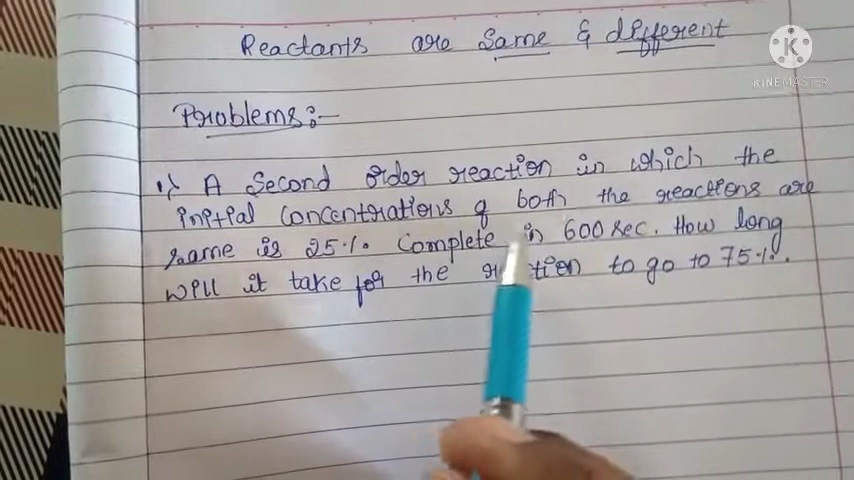 Reactants are Same & different
K
KINEMASTER
Problems:-
1) A Second order reaction in which the
initial concentrations of both the reactions are
same is 25% complete in 600 sec. How long
will it take for the tion to go to 75%.